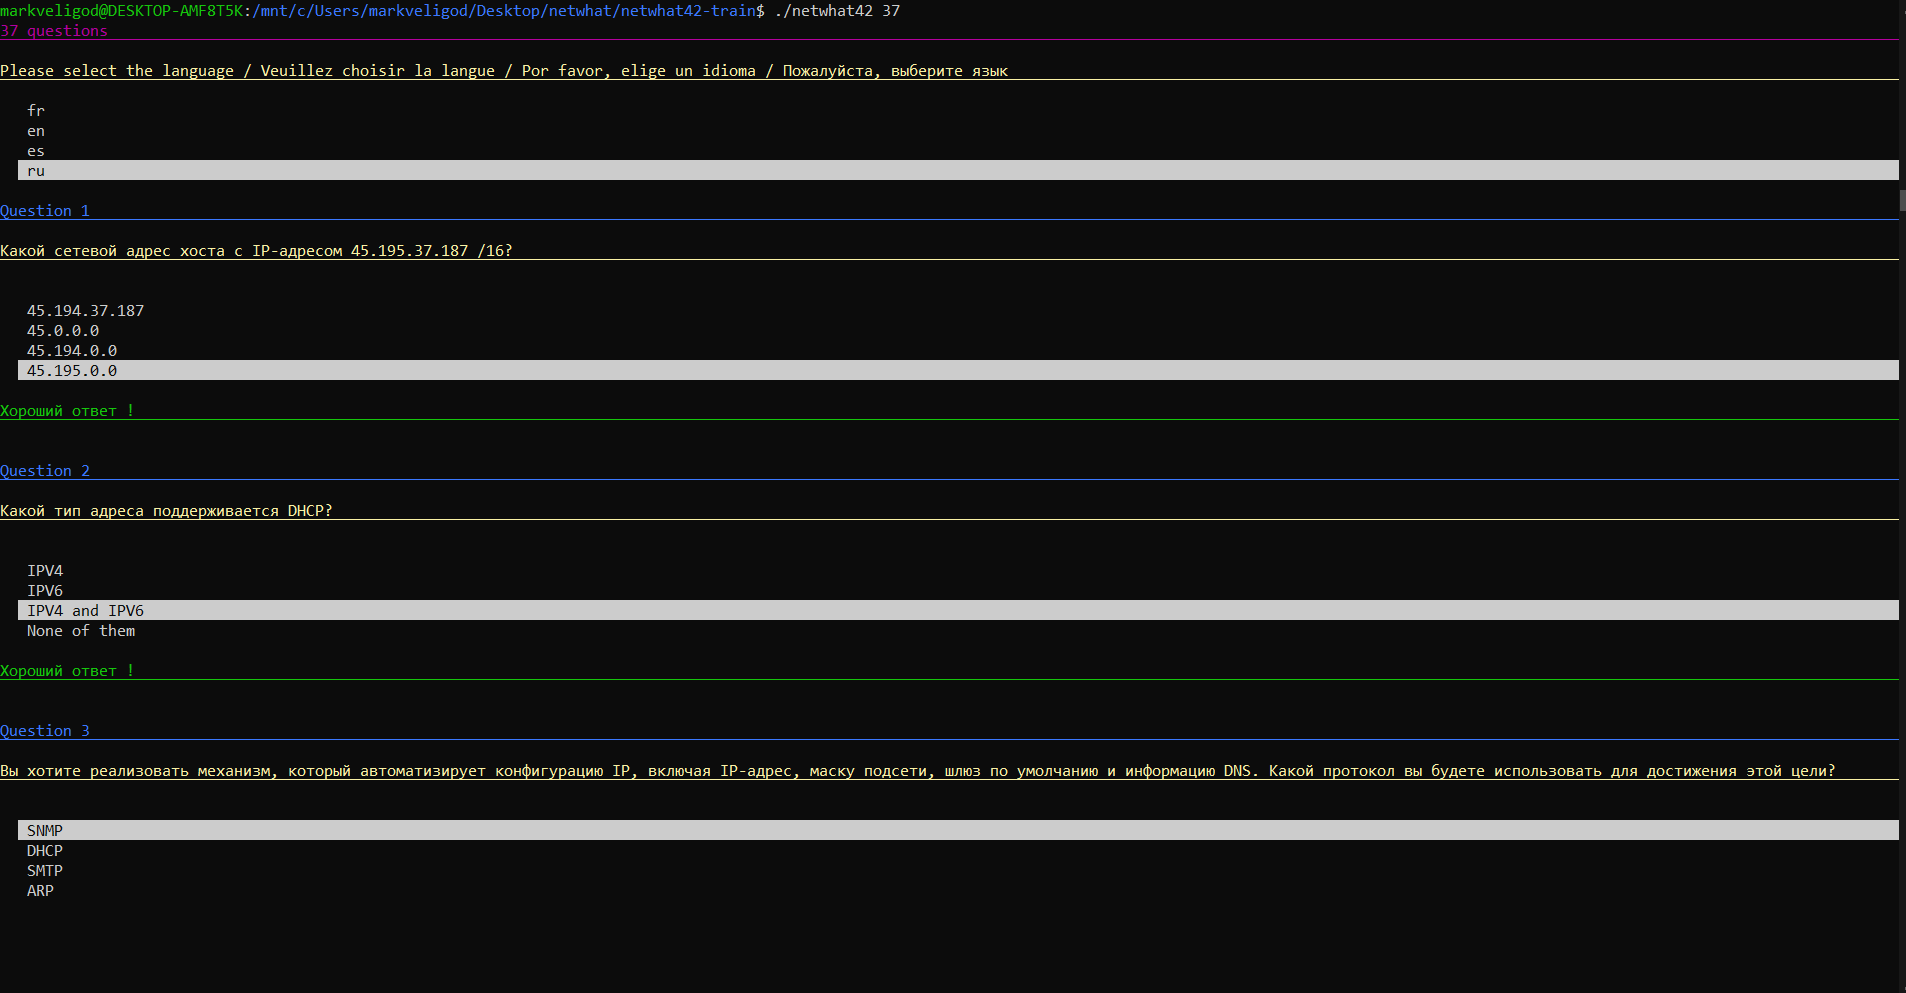 markveligod@DESKTOP-AMF8T5K:/mnt/c/Users/markveligod/Desktop/netwhat/netwhat42-train$ ./netwhat42 37
37 questions
Please select the language / Veuillez choisir la langue / Por favor, elige un idioma / Пожалуйста, выберите язык
fr
en
es
ru
Question 1
Какой сетевой адрес хоста с IP-адресом 45.195.37.187 /16?
45.194.37.187
45.0.0.0
45.194.0.0
45.195.0.0
Хороший ответ !
Question 2
Какой тип адреса поддерживается DHCP?
IPV4
IPV6
IPV4 and IPV6
None of them
Хороший ответ !
Question 3
Вы хотите реализовать механизм, который автоматизирует конфигурацию IP, включая IP-адрес, маску подсети, шлюз по умолчанию и информацию DNS. Какой протокол вы будете использовать для достижения этой цели?
SNMP
DHCP
SMTP
ARP